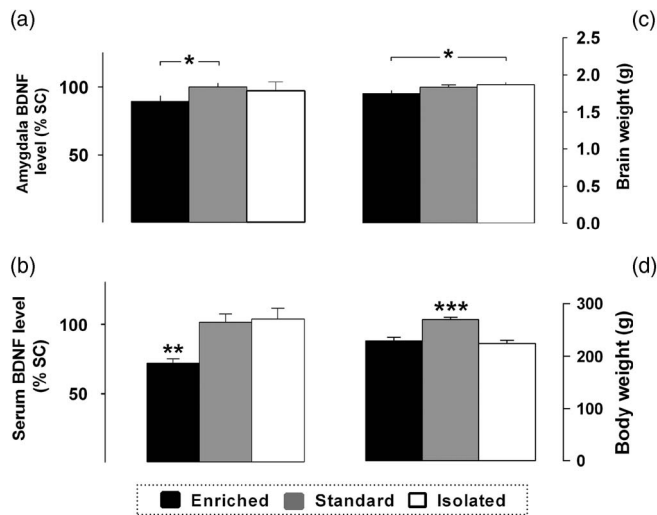 (a)
(c)
Amygdala BDNF
level (% SC)
100
50
*
*
2.5
2.0
1.5
1.0
0.5
0.0
Brain weight (g)
(b)
(d)
Serum BDNF level
(% SC)
100
50
**
***
300
200
100
0
Body weight (g)
Enriched Standard Isolated